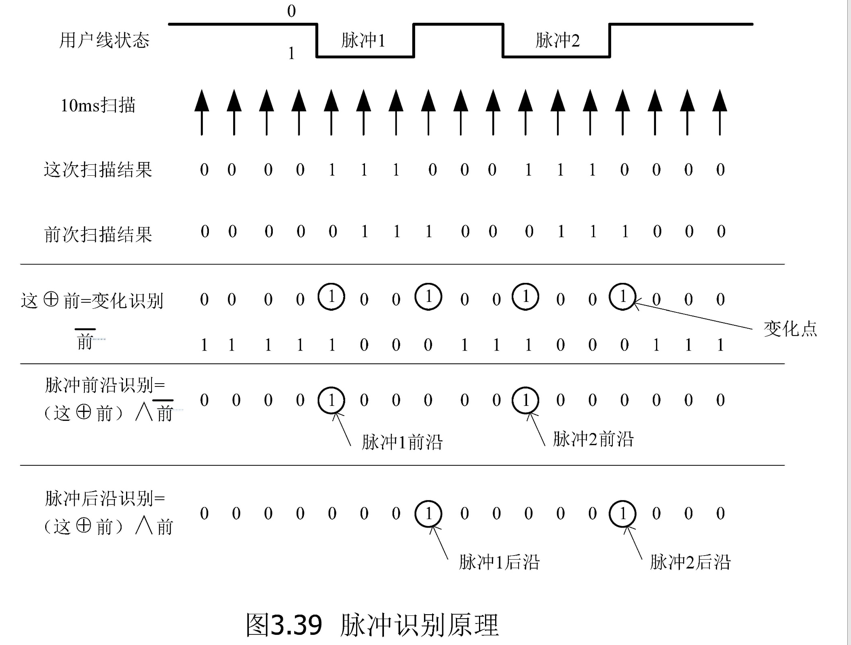 0
用户线状态
1 脉冲1 脉冲2
10ms扫描
这次扫描结果 0 0 0 0 1 1 1 0 0 0 1 1 1 0 0 0 0
前次扫描结果 0 0 0 0 0 1 1 1 0 0 0 1 1 1 0 0 0
这⊕前=变化识别 0 0 0 0 1 0 0 1 0 0 1 0 0 1 0 0 0
变化点
前 1 1 1 1 1 0 0 0 1 1 1 0 0 0 1 1 1
脉冲前沿识别=
(这⊕前)∧前 0 0 0 0 1 0 0 0 0 0 1 0 0 0 0 0 0
脉冲1前沿 脉冲2前沿
脉冲后沿识别=
(这⊕前)∧前 0 0 0 0 0 0 0 1 0 0 0 0 0 1 0 0 0
脉冲1后沿 脉冲2后沿
图3.39 脉冲识别原理